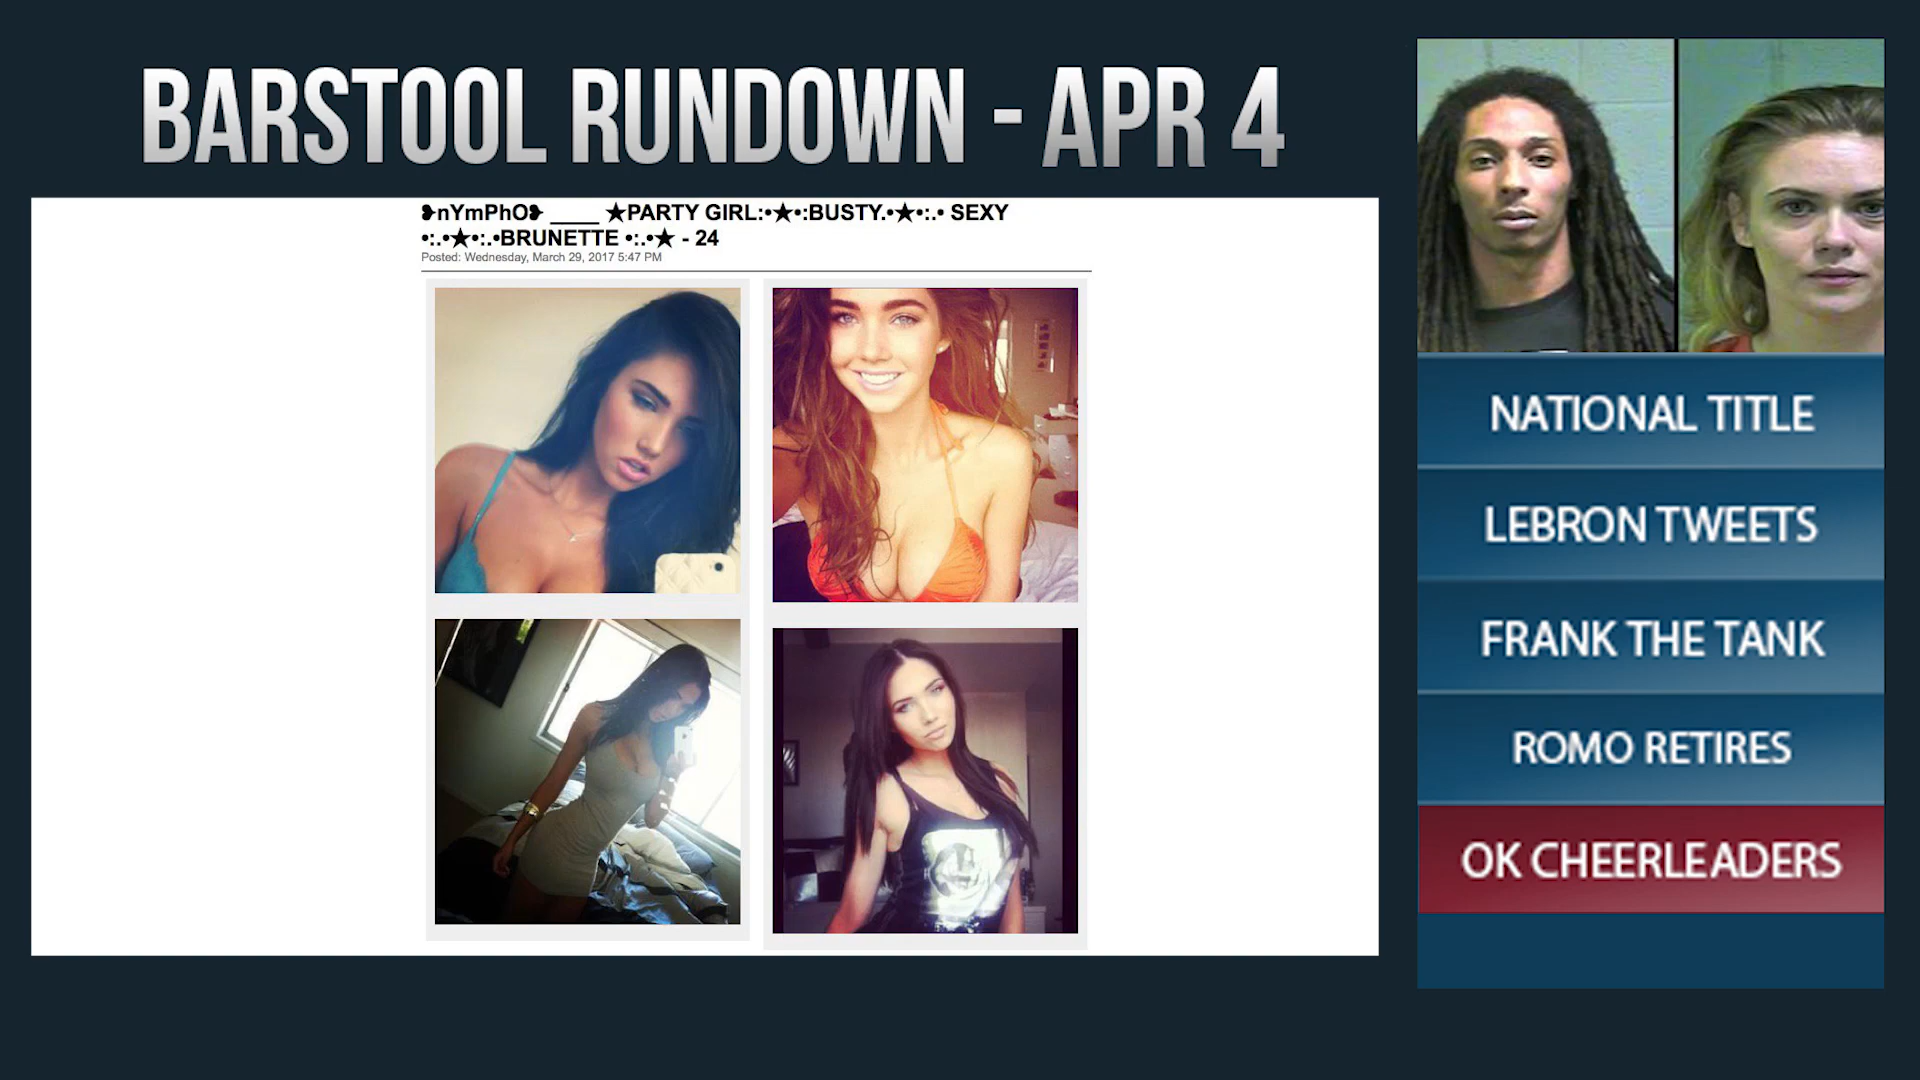 BARSTOOL RUNDOWN - APR 4
❥nYmPhO❥ ____ ★PARTY GIRL:•★•:BUSTY.•★•:.• SEXY
•:.•★•:.•BRUNETTE •:.•★ - 24
Posted: Wednesday, March 29, 2017 5:47 PM
NATIONAL TITLE
LEBRON TWEETS
FRANK THE TANK
ROMO RETIRES
OK CHEERLEADERS